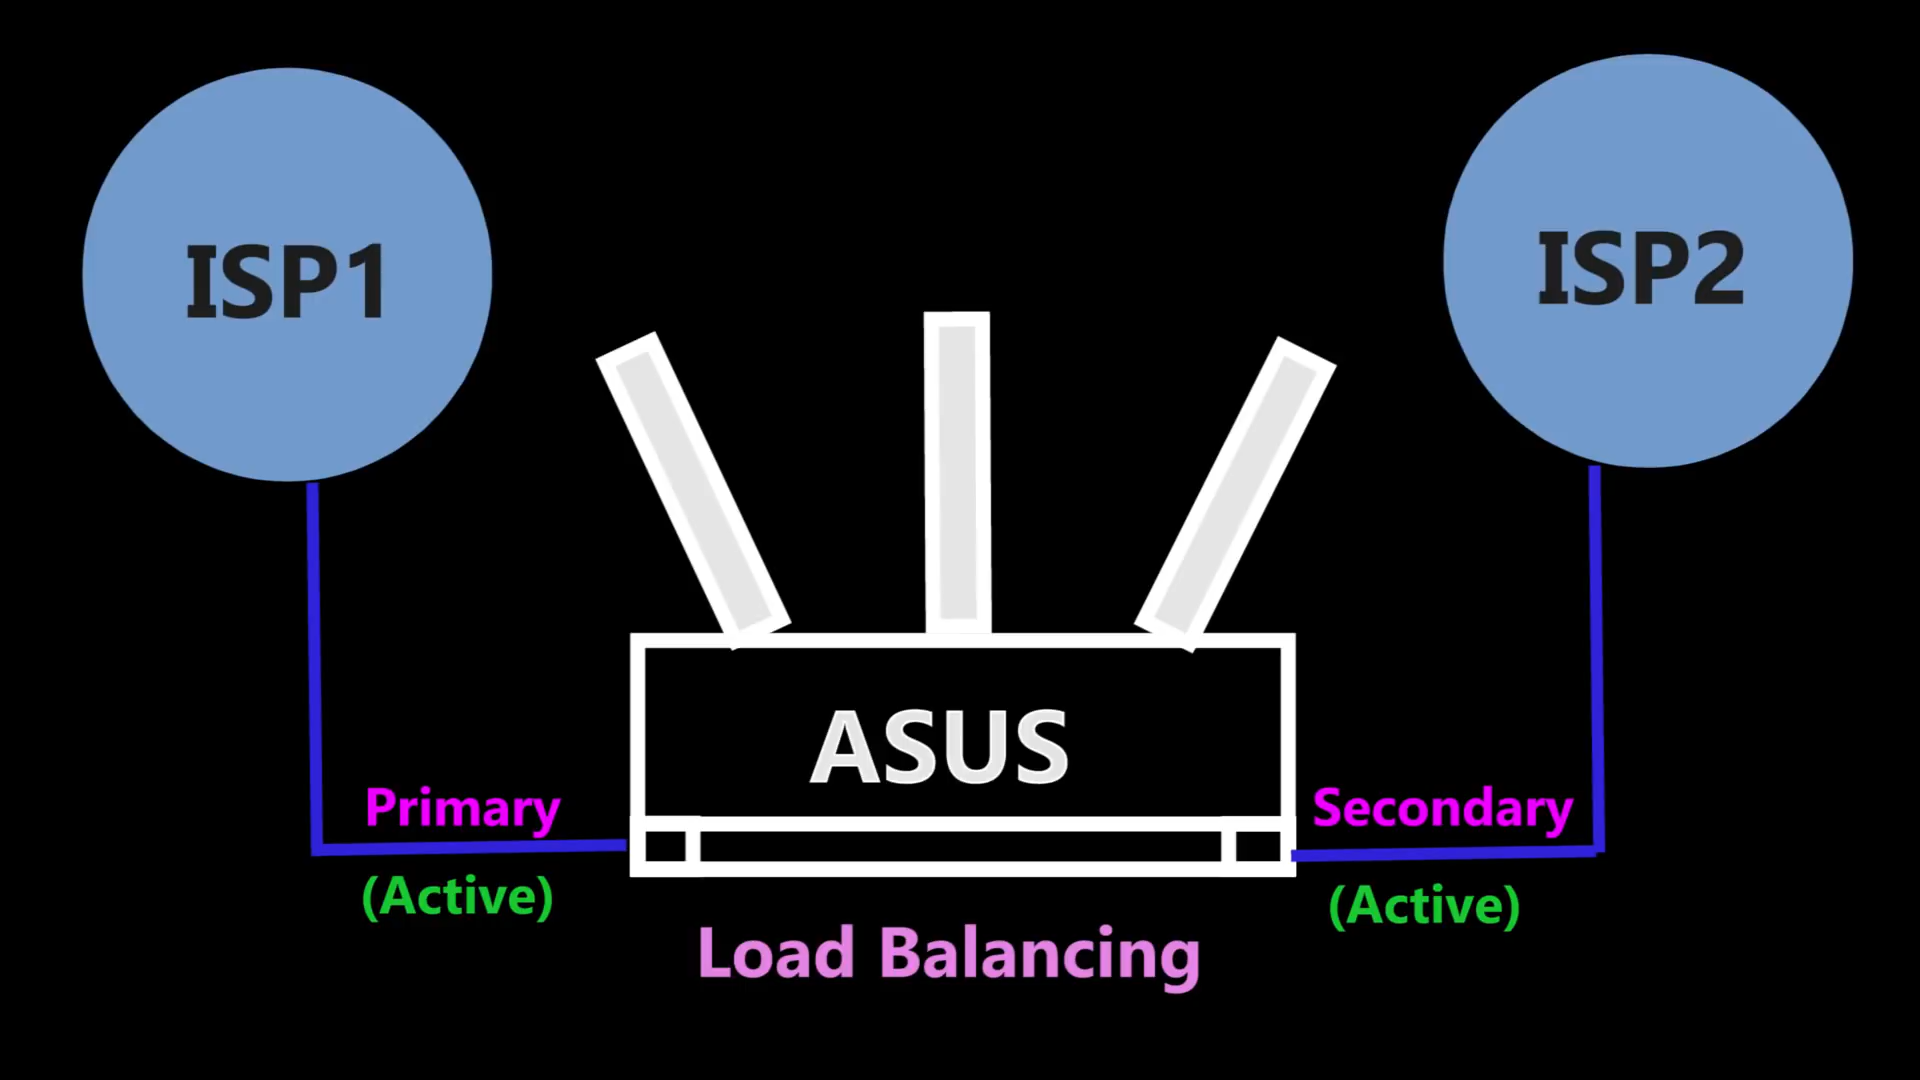 ISP1
ISP2
ASUS
Primary
Secondary
(Active)
(Active)
Load Balancing